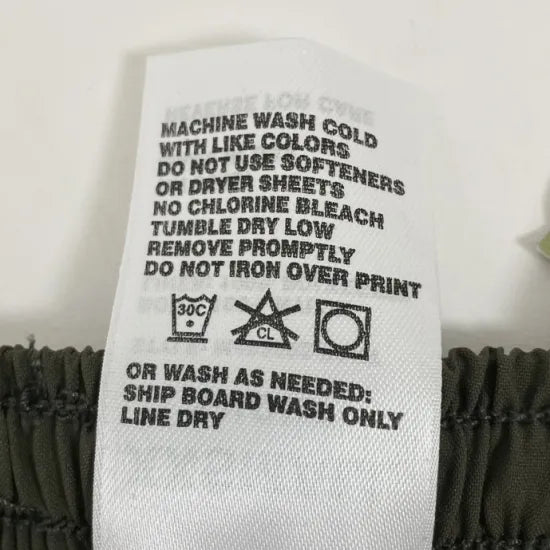 MACHINE WASH COLD
WITH LIKE COLORS
DO NOT USE SOFTENERS
OR DRYER SHEETS
NO CHLORINE BLEACH
TUMBLE DRY LOW
REMOVE PROMPTLY
DO NOT IRON OVER PRINT
30C CL
OR WASH AS NEEDED:
SHIP BOARD WASH ONLY
LINE DRY